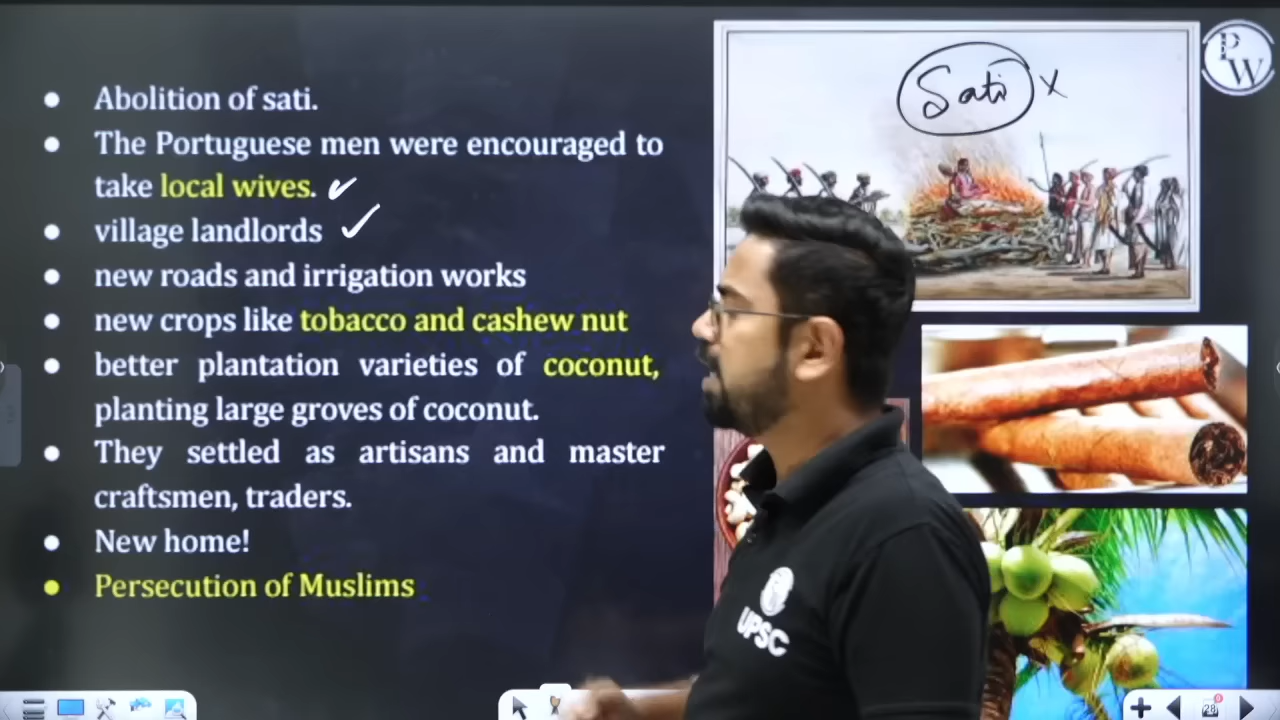 Abolition of sati.
The Portuguese men were encouraged to
take local wives.
village landlords
new roads and irrigation works
new crops like tobacco and cashew nut
better plantation varieties of coconut,
planting large groves of coconut.
They settled as artisans and master
craftsmen, traders.
New home!
Persecution of Muslims
Sati x
PW
UPSC
28